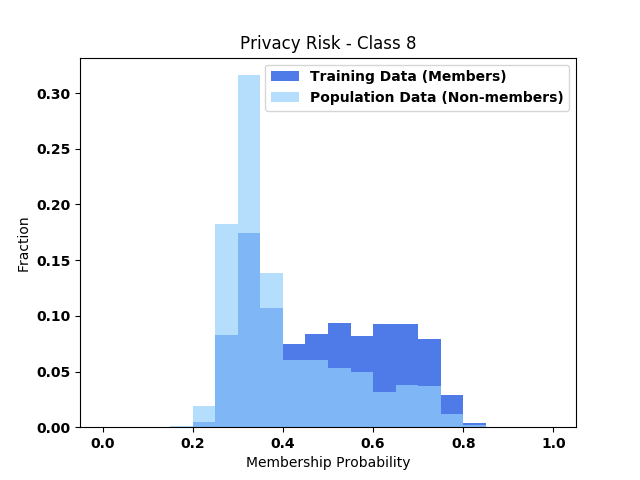 Privacy Risk - Class 8
Training Data (Members)
Population Data (Non-members)
0.30
0.25
0.20
0.15
0.10
0.05
0.00
Fraction
0.0 0.2 0.4 0.6 0.8 1.0
Membership Probability